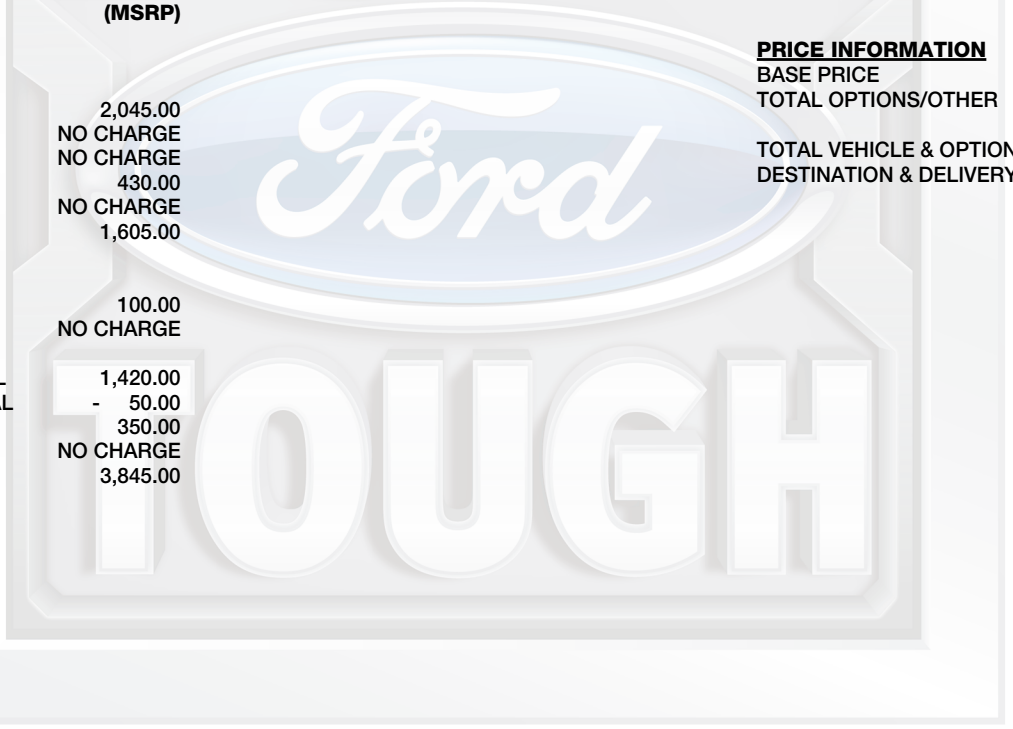 (MSRP)
2,045.00
NO CHARGE
NO CHARGE
430.00
NO CHARGE
1,605.00
100.00
NO CHARGE
1,420.00
- 50.00
350.00
NO CHARGE
3,845.00
PRICE INFORMATION
BASE PRICE
TOTAL OPTIONS/OTHER
TOTAL VEHICLE & OPTION
DESTINATION & DELIVERY
Ford
TOUGH